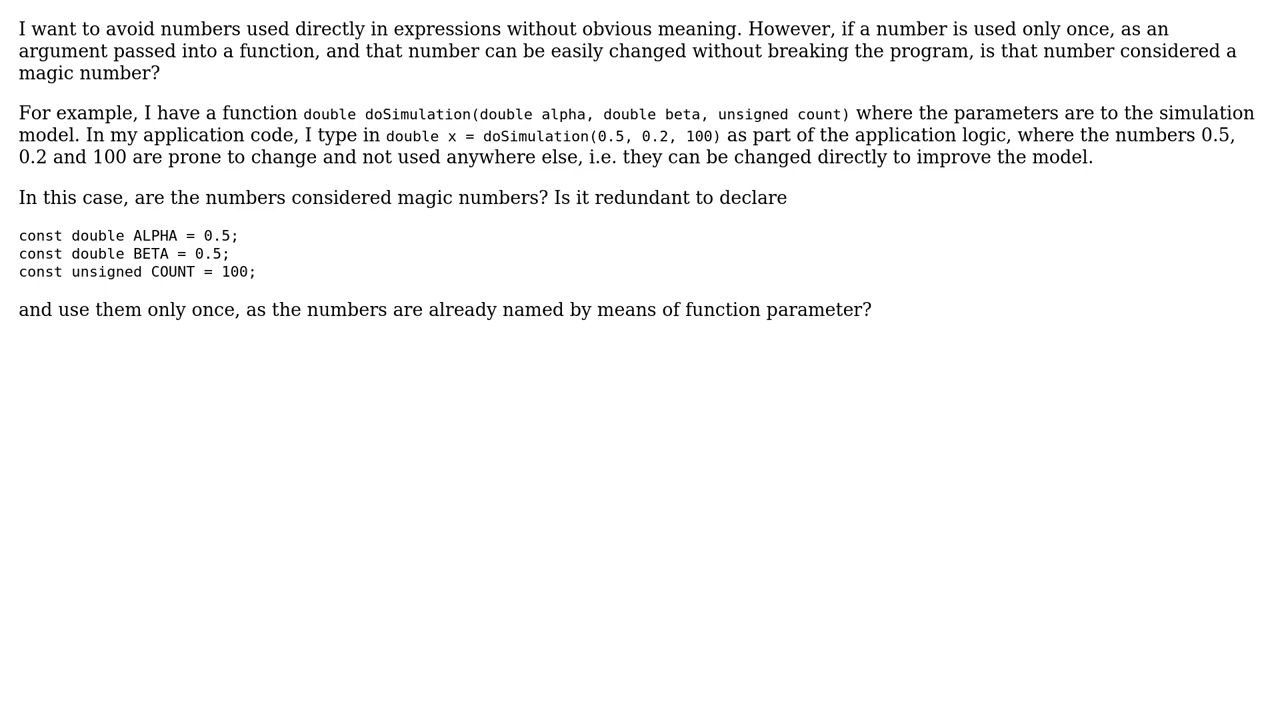 I want to avoid numbers used directly in expressions without obvious meaning. However, if a number is used only once, as an
argument passed into a function, and that number can be easily changed without breaking the program, is that number considered a
magic number?
For example, I have a function double doSimulation(double alpha, double beta, unsigned count) where the parameters are to the simulation
model. In my application code, I type in double x = doSimulation(0.5, 0.2, 100) as part of the application logic, where the numbers 0.5,
0.2 and 100 are prone to change and not used anywhere else, i.e. they can be changed directly to improve the model.
In this case, are the numbers considered magic numbers? Is it redundant to declare
const double ALPHA = 0.5;
const double BETA = 0.5;
const unsigned COUNT = 100;
and use them only once, as the numbers are already named by means of function parameter?